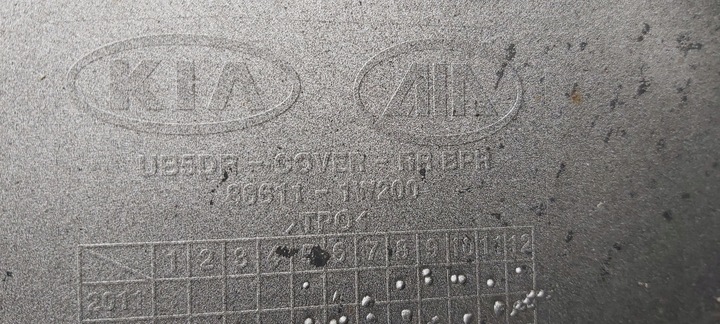 KIA
UB5DR - COVER - RR BPR
86611 - 1W200
>TPO<
1 2 3 4 5 6 7 8 9 10 11 12
2011